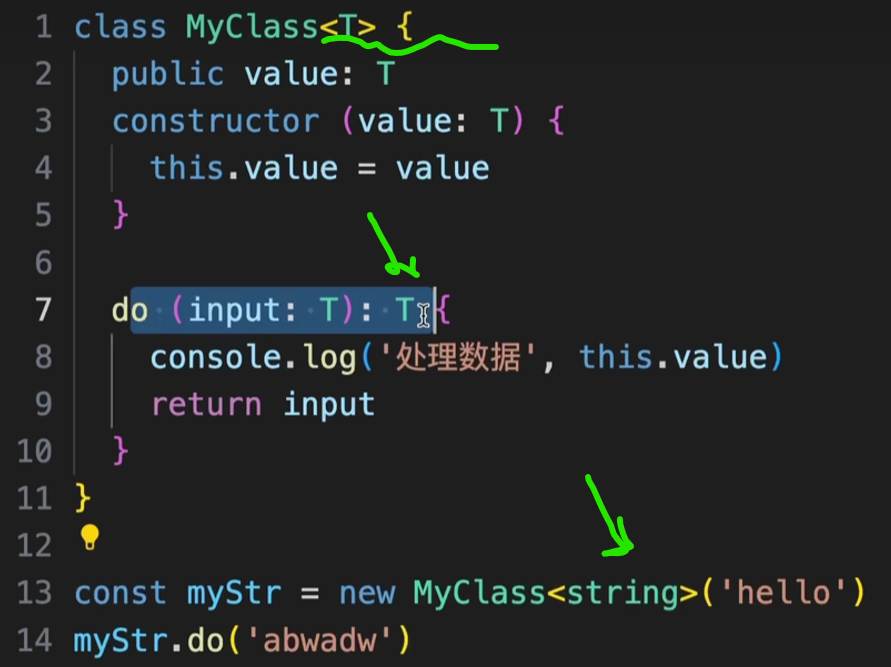 1 class MyClass<T> {
2 public value: T
3 constructor (value: T) {
4 this.value = value
5 }
6
7 do (input: T): T {
8 console.log('处理数据', this.value)
9 return input
10 }
11 }
12
13 const myStr = new MyClass<string>('hello')
14 myStr.do('abwadw')